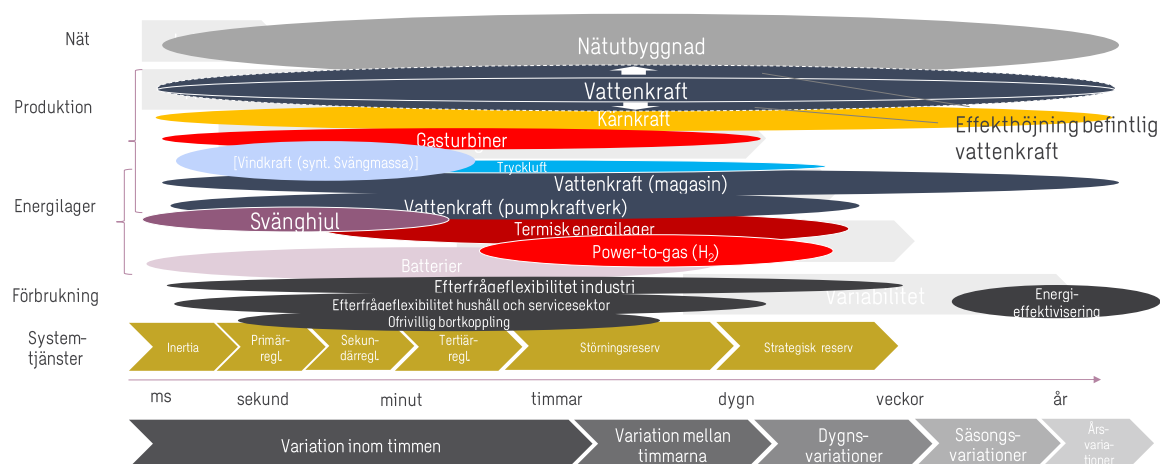 Nät
Nätutbyggnad
Produktion
Vattenkraft
Kärnkraft
Effekthöjning befintlig
vattenkraft
Gasturbiner
[Vindkraft (synt. Svängmassa)]
Tryckluft
Energilager
Vattenkraft (magasin)
Vattenkraft (pumpkraftverk)
Svänghjul
Termisk energilager
Power-to-gas (H₂)
Batterier
Förbrukning
Efterfrågeflexibilitet industri
Variabilitet
Efterfrågeflexibilitet hushåll och servicesektor
Ofrivillig bortkoppling
Energi-
effektivisering
System-
tjänster
Inertia
Primär-
regl.
Sekun-
därregl.
Tertiär-
regl.
Störningsreserv
Strategisk reserv
ms
sekund
minut
timmar
dygn
veckor
år
Variation inom timmen
Variation mellan
timmarna
Dygns-
variationer
Säsongs-
variationer
Års-
varia-
tioner